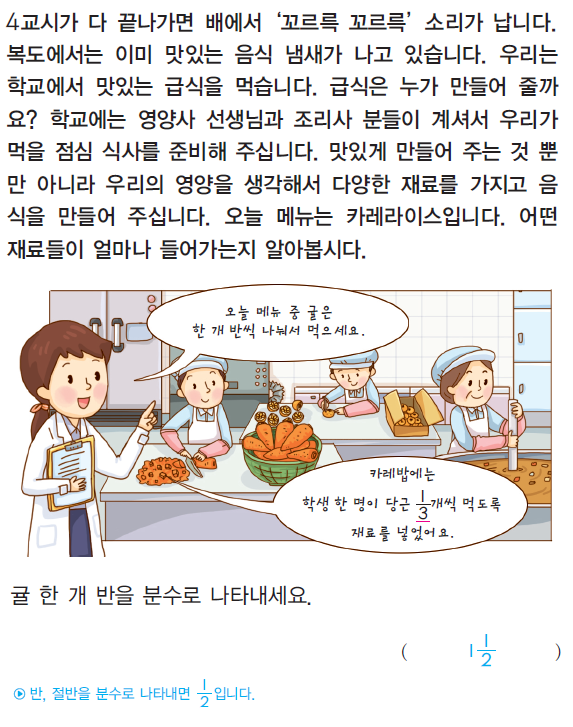 4교시가 다 끝나가면 배에서 ‘꼬르륵 꼬르륵’ 소리가 납니다.
복도에서는 이미 맛있는 음식 냄새가 나고 있습니다. 우리는
학교에서 맛있는 급식을 먹습니다. 급식은 누가 만들어 줄까
요? 학교에는 영양사 선생님과 조리사 분들이 계셔서 우리가
먹을 점심 식사를 준비해 주십니다. 맛있게 만들어 주는 것 뿐
만 아니라 우리의 영양을 생각해서 다양한 재료를 가지고 음
식을 만들어 주십니다. 오늘 메뉴는 카레라이스입니다. 어떤
재료들이 얼마나 들어가는지 알아봅시다.
오늘 메뉴 중 귤은
한 개 반씩 나눠서 먹으세요.
카레밥에는
학생 한 명이 당근 1/3개씩 먹도록
재료를 넣었어요.
귤 한 개 반을 분수로 나타내세요.
( 1 1/2 )
반, 절반을 분수로 나타내면 1/2입니다.